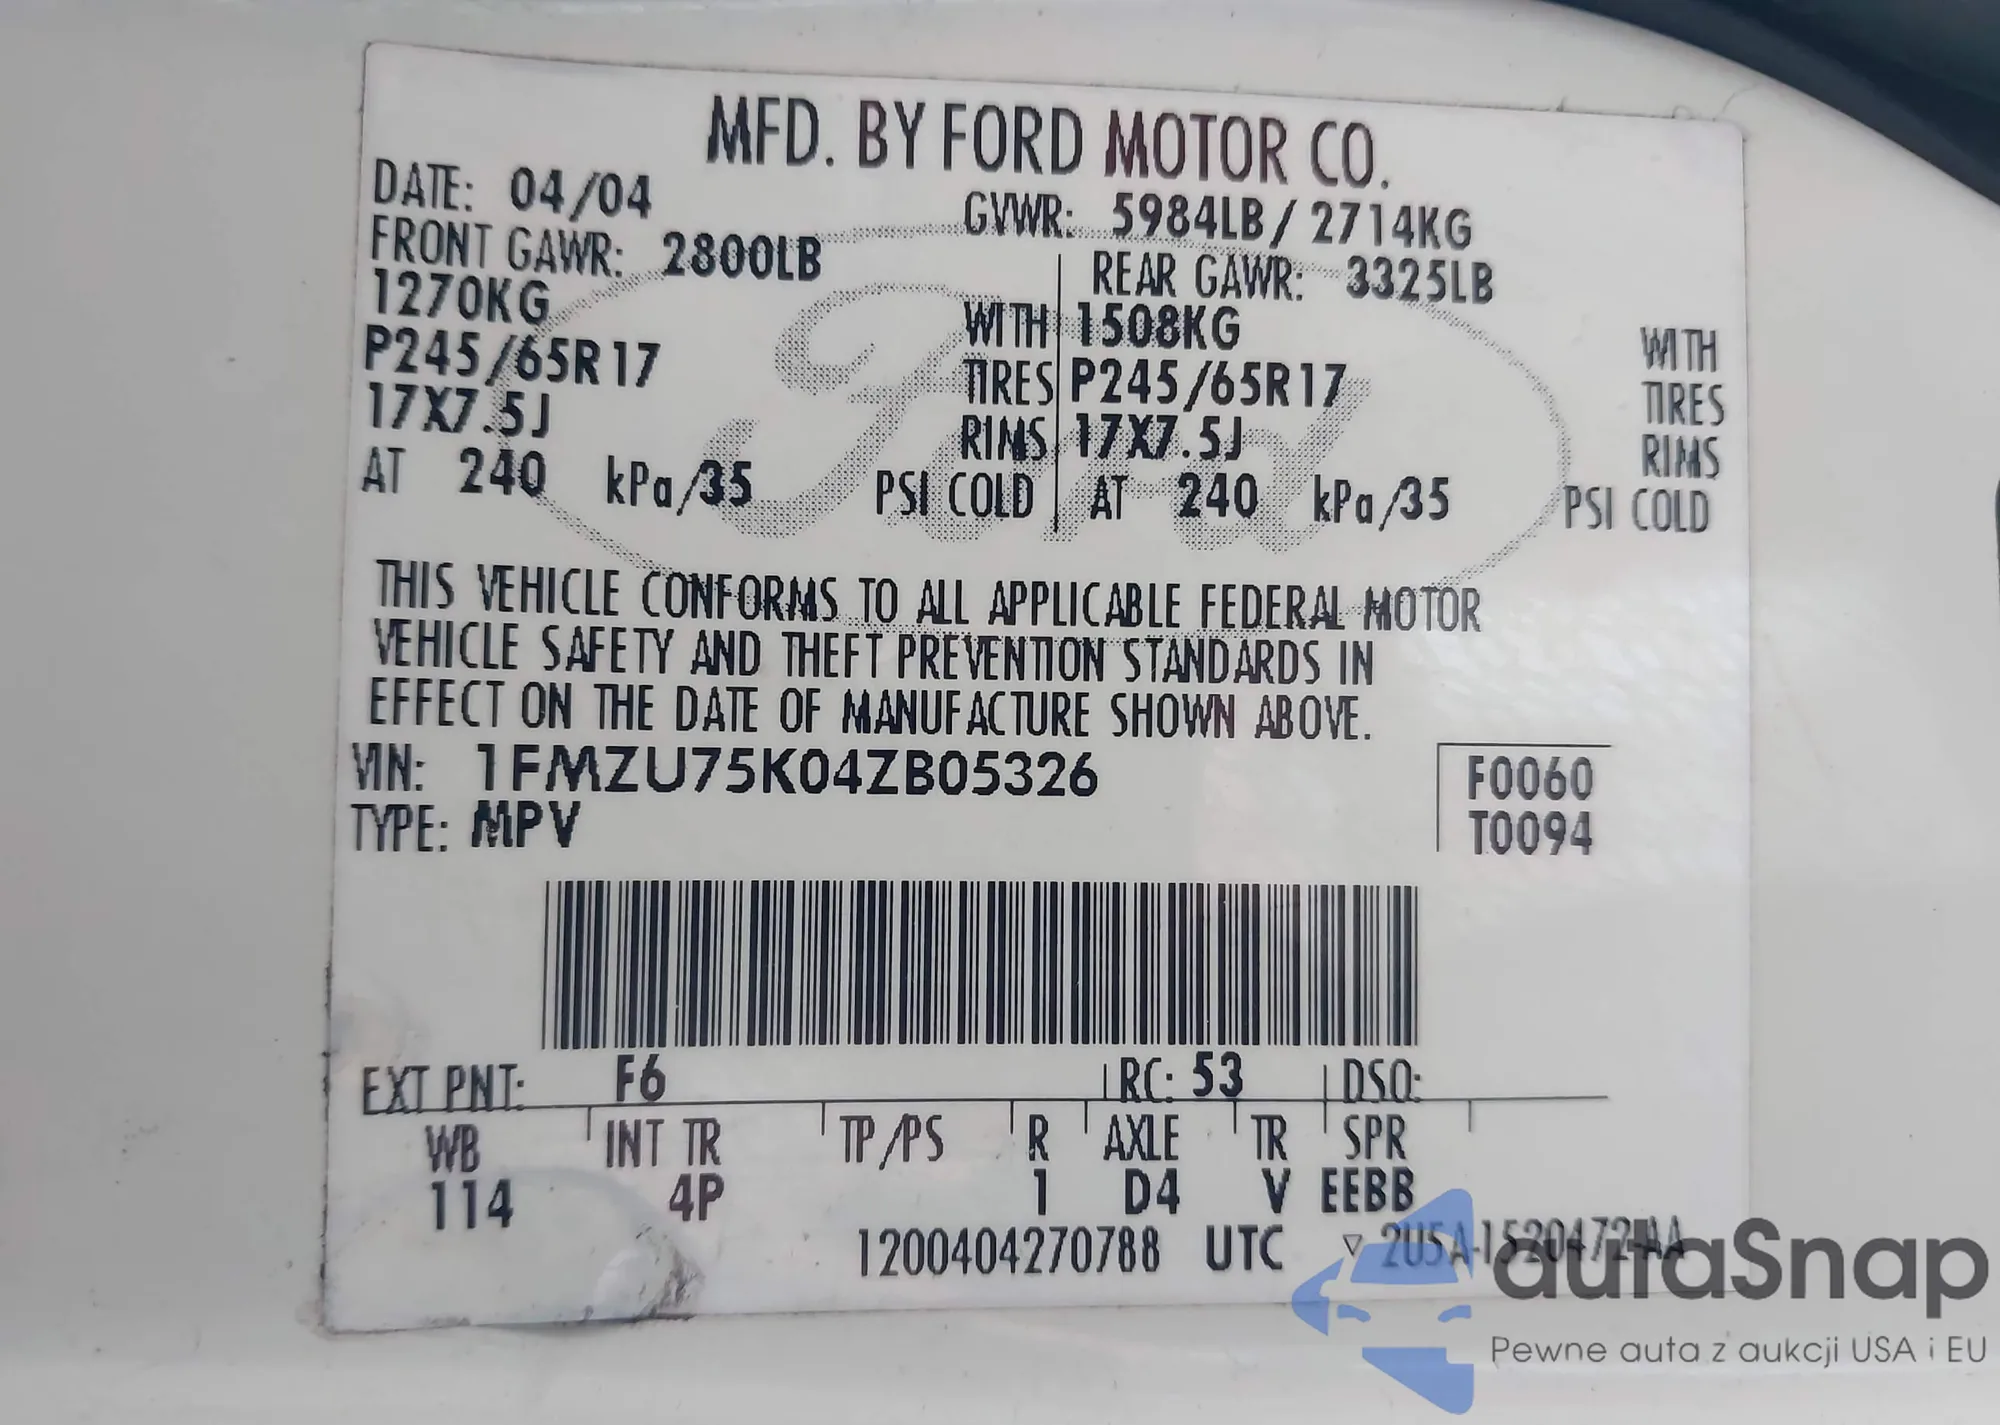 MFD. BY FORD MOTOR CO.
DATE: 04/04 GVWR: 5984LB/2714KG
FRONT GAWR: 2800LB REAR GAWR: 3325LB
1270KG WITH 1508KG WITH
P245/65R17 TIRES P245/65R17 TIRES
17X7.5J RIMS 17X7.5J RIMS
AT 240 kPa/35 PSI COLD AT 240 kPa/35 PSI COLD
Ford
THIS VEHICLE CONFORMS TO ALL APPLICABLE FEDERAL MOTOR
VEHICLE SAFETY AND THEFT PREVENTION STANDARDS IN
EFFECT ON THE DATE OF MANUFACTURE SHOWN ABOVE.
VIN: 1FMZU75K04ZB05326 F0060
TYPE: MPV T0094
EXT PNT: F6 RC: 53 DSO:
WB INT TR TP/PS R AXLE TR SPR
114 4P 1 D4 V EEBB
1200404270788 UTC ▽ 2U5A-1520472-AA
autaSnap
Pewne auta z aukcji USA i EU